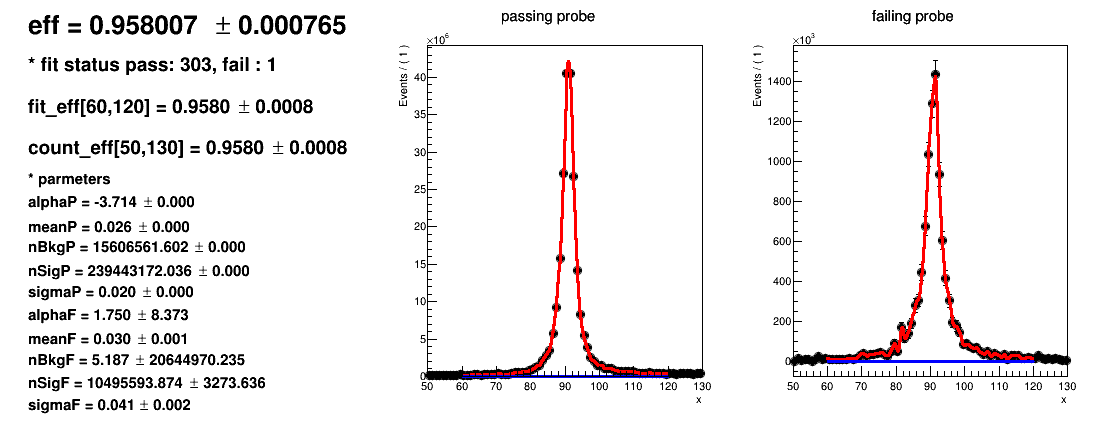 eff = 0.958007 ± 0.000765
* fit status pass: 303, fail : 1
fit_eff[60,120] = 0.9580 ± 0.0008
count_eff[50,130] = 0.9580 ± 0.0008
* parmeters
alphaP = -3.714 ± 0.000
meanP = 0.026 ± 0.000
nBkgP = 15606561.602 ± 0.000
nSigP = 239443172.036 ± 0.000
sigmaP = 0.020 ± 0.000
alphaF = 1.750 ± 8.373
meanF = 0.030 ± 0.001
nBkgF = 5.187 ± 20644970.235
nSigF = 10495593.874 ± 3273.636
sigmaF = 0.041 ± 0.002
passing probe
×10⁶
Events / ( 1 )
40
35
30
25
20
15
10
5
0
50 60 70 80 90 100 110 120 130
x
failing probe
×10³
Events / ( 1 )
1400
1200
1000
800
600
400
200
0
50 60 70 80 90 100 110 120 130
x